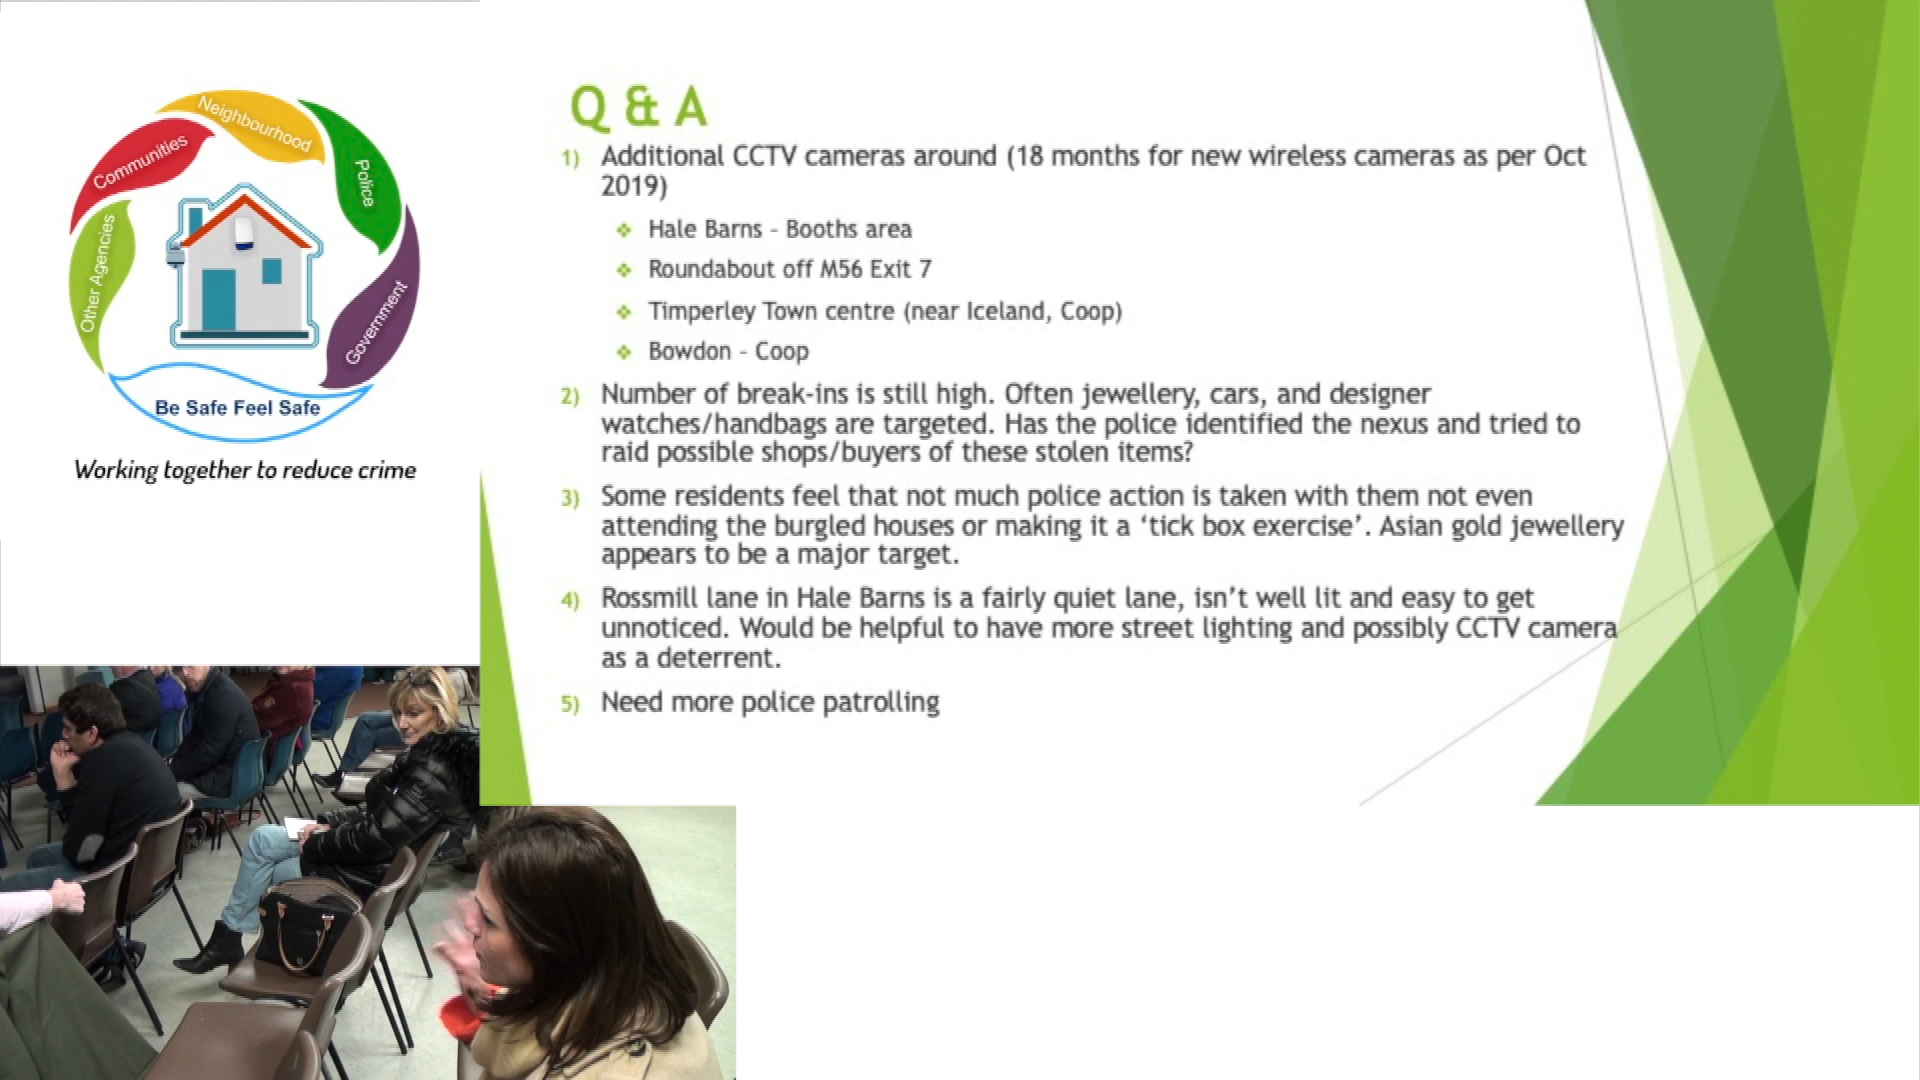 Neighbourhood
Communities
Police
Other Agencies
Government
Be Safe Feel Safe
Working together to reduce crime
Q & A
1) Additional CCTV cameras around (18 months for new wireless cameras as per Oct
2019)
❖ Hale Barns - Booths area
❖ Roundabout off M56 Exit 7
❖ Timperley Town centre (near Iceland, Coop)
❖ Bowdon - Coop
2) Number of break-ins is still high. Often jewellery, cars, and designer
watches/handbags are targeted. Has the police identified the nexus and tried to
raid possible shops/buyers of these stolen items?
3) Some residents feel that not much police action is taken with them not even
attending the burgled houses or making it a ‘tick box exercise’. Asian gold jewellery
appears to be a major target.
4) Rossmill lane in Hale Barns is a fairly quiet lane, isn’t well lit and easy to get
unnoticed. Would be helpful to have more street lighting and possibly CCTV camera
as a deterrent.
5) Need more police patrolling